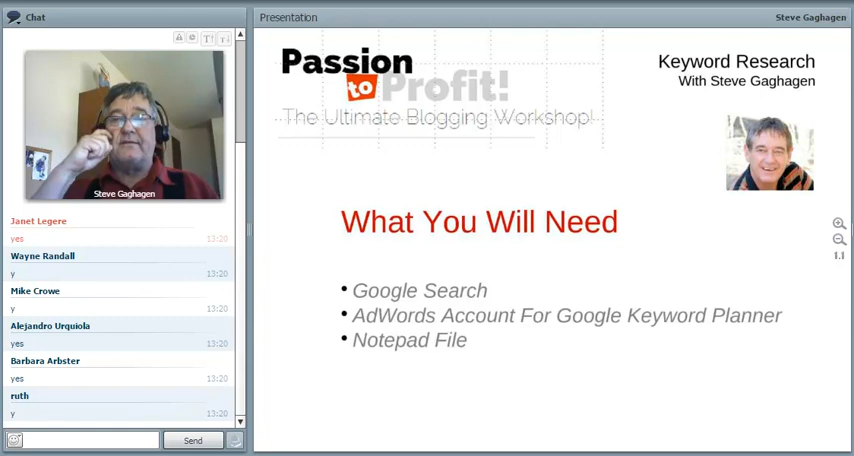 Chat
Steve Gaghagen
Janet Legere
yes 13:20
Wayne Randall
y 13:20
Mike Crowe
y 13:20
Alejandro Urquiola
yes 13:20
Barbara Arbster
yes 13:20
ruth
y 13:20
Send
Presentation
Steve Gaghagen
Passion
to Profit!
The Ultimate Blogging Workshop!
Keyword Research
With Steve Gaghagen
What You Will Need
• Google Search
• AdWords Account For Google Keyword Planner
• Notepad File
1.1